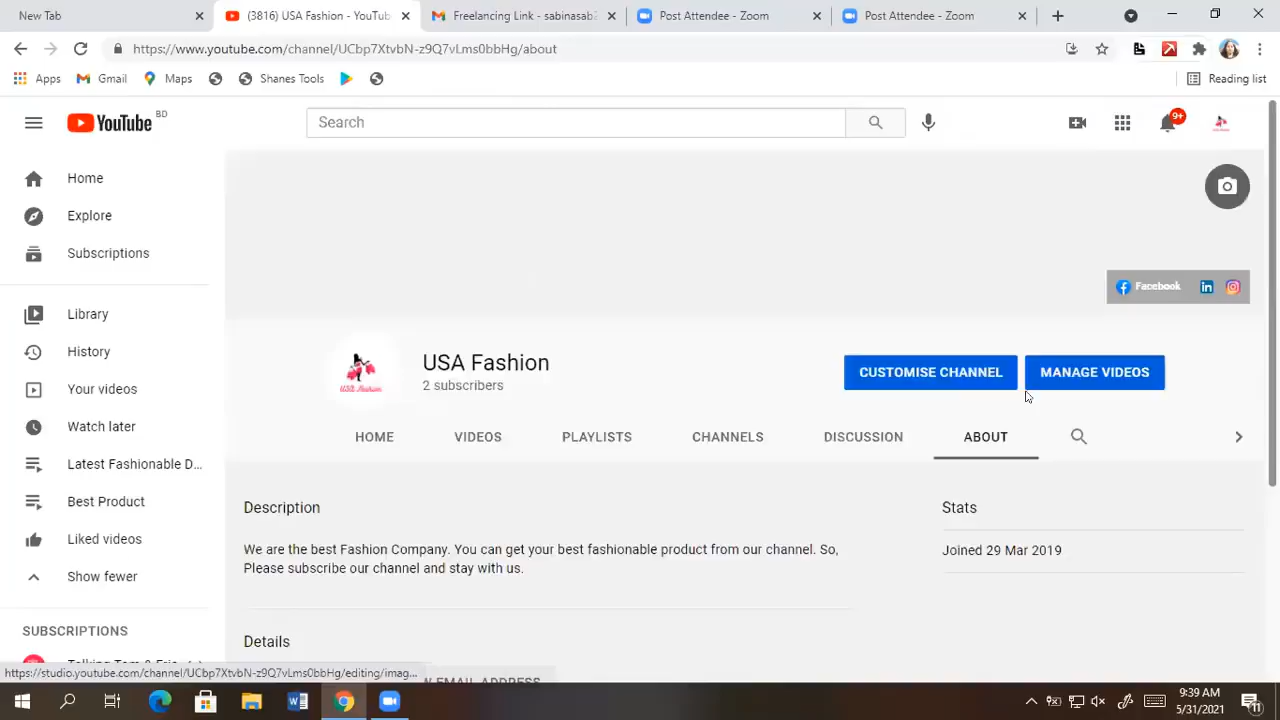 New Tab
(3816) USA Fashion - YouTub
Freelancing Link - sabinasab
Post Attendee - Zoom
Post Attendee - Zoom
https://www.youtube.com/channel/UCbp7XtvbN-z9Q7vLms0bbHg/about
Apps
Gmail
Maps
Shanes Tools
Reading list
YouTube BD
Search
9+
Home
Explore
Subscriptions
Library
History
Your videos
Watch later
Latest Fashionable D...
Best Product
Liked videos
Show fewer
SUBSCRIPTIONS
Facebook
USA Fashion
USA Fashion
2 subscribers
CUSTOMISE CHANNEL
MANAGE VIDEOS
HOME
VIDEOS
PLAYLISTS
CHANNELS
DISCUSSION
ABOUT
Description
We are the best Fashion Company. You can get your best fashionable product from our channel. So,
Please subscribe our channel and stay with us.
Stats
Joined 29 Mar 2019
Details
EMAIL ADDRESS
https://studio.youtube.com/channel/UCbp7XtvbN-z9Q7vLms0bbHg/editing/imag...
9:39 AM
5/31/2021